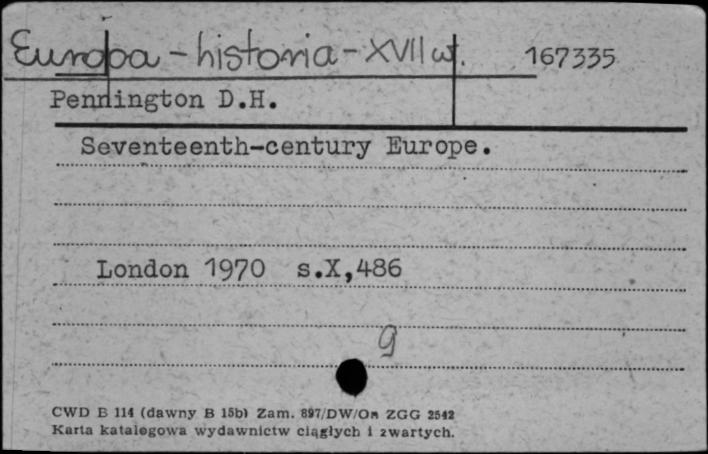 Europa - historia - XVII w. 167335
Pennington D.H.
Seventeenth-century Europe.
London 1970 s.X,486
9
CWD B 114 (dawny B 15b) Zam. 897/DW/On ZGG 2542
Karta katalogowa wydawnictw ciągłych i zwartych.